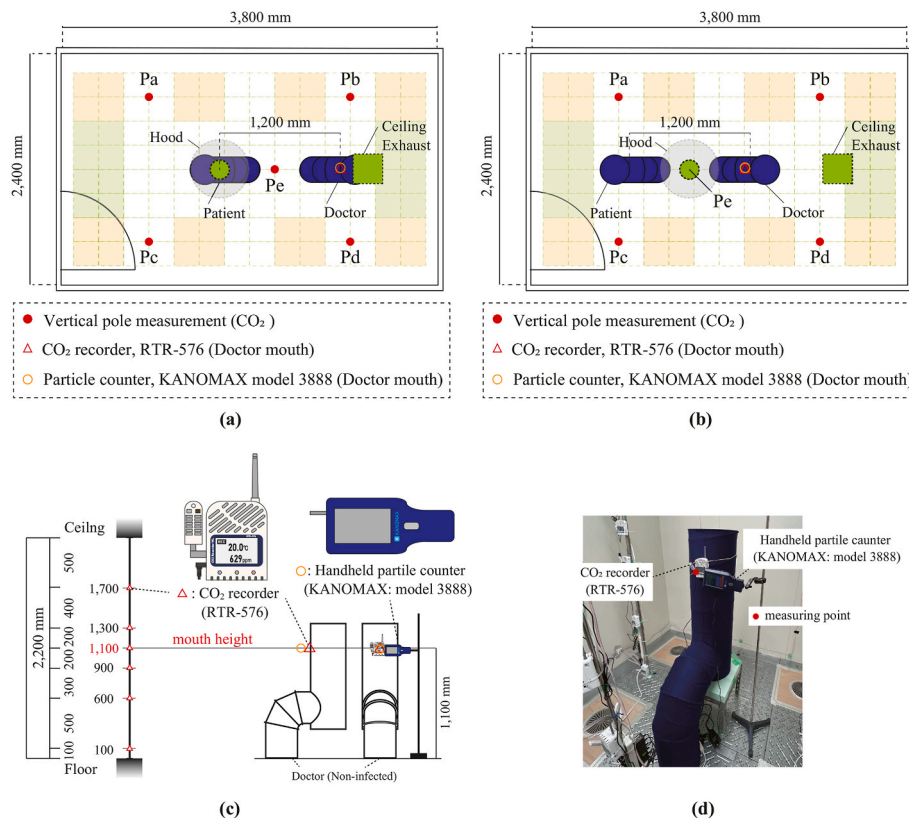 3,800 mm
2,400 mm
Pa
Pb
Hood
1,200 mm
Ceiling
Exhaust
Pe
Patient
Doctor
Pc
Pd
Vertical pole measurement (CO₂ )
CO₂ recorder, RTR-576 (Doctor mouth)
Particle counter, KANOMAX model 3888 (Doctor mouth)
(a)
3,800 mm
2,400 mm
Pa
Pb
Hood
1,200 mm
Ceiling
Exhaust
Pe
Patient
Doctor
Pc
Pd
Vertical pole measurement (CO₂ )
CO₂ recorder, RTR-576 (Doctor mouth)
Particle counter, KANOMAX model 3888 (Doctor mouth)
(b)
Ceilng
2,200 mm
500
400
200
200
300
500
100
1,700
1,300
1,100
900
600
100
Floor
20.0℃
629ppm
KANOMAX
: CO₂ recorder
(RTR-576)
: Handheld partile counter
(KANOMAX: model 3888)
mouth height
1,100 mm
Doctor (Non-infected)
(c)
Handheld partile caunter
(KANOMAX: model 3888)
CO₂ recorder
(RTR-576)
measuring point
(d)